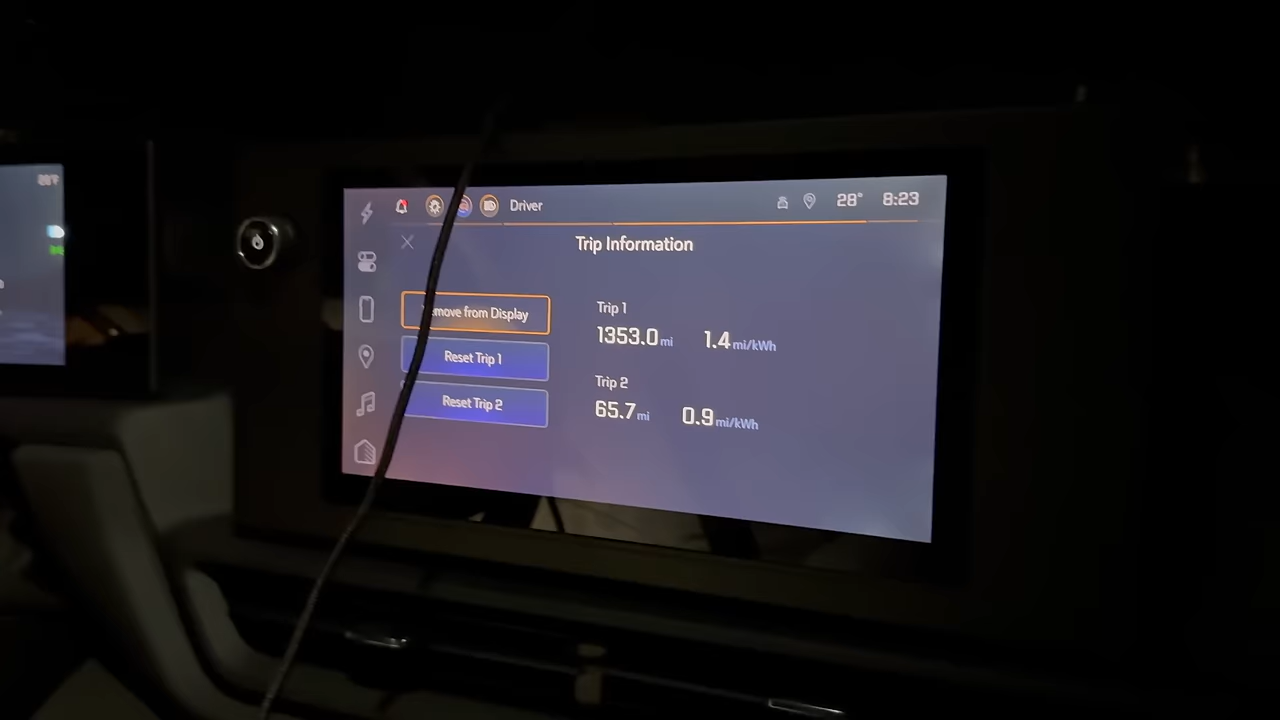 Driver
28° 8:23
Trip Information
from Display
Reset Trip 1
Reset Trip 2
Trip 1
1353.0 mi 1.4 mi/kWh
Trip 2
65.7 mi 0.9 mi/kWh